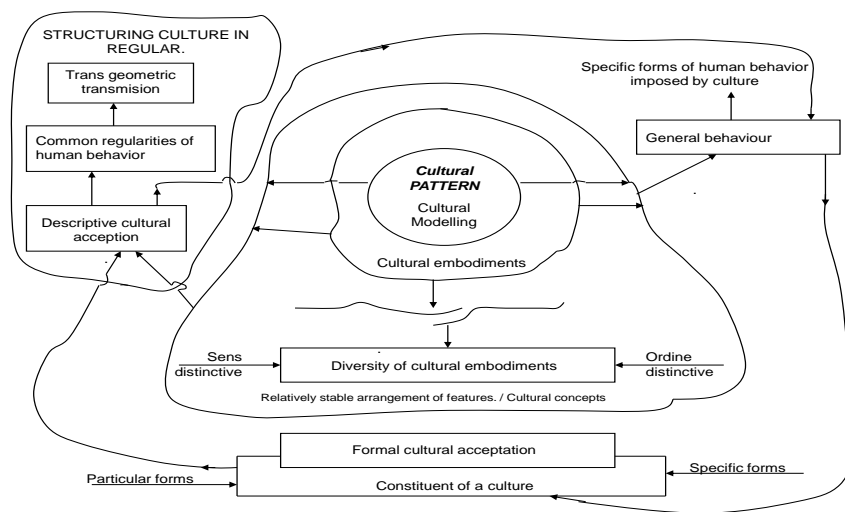 STRUCTURING CULTURE IN
REGULAR.
Trans geometric
transmision
Common regularities of
human behavior
Descriptive cultural
acception
Cultural
PATTERN
Cultural
Modelling
Cultural embodiments
Specific forms of human behavior
imposed by culture
General behaviour
Sens
distinctive
Diversity of cultural embodiments
Ordine
distinctive
Relatively stable arrangement of features. / Cultural concepts
Formal cultural acceptation
Particular forms
Constituent of a culture
Specific forms